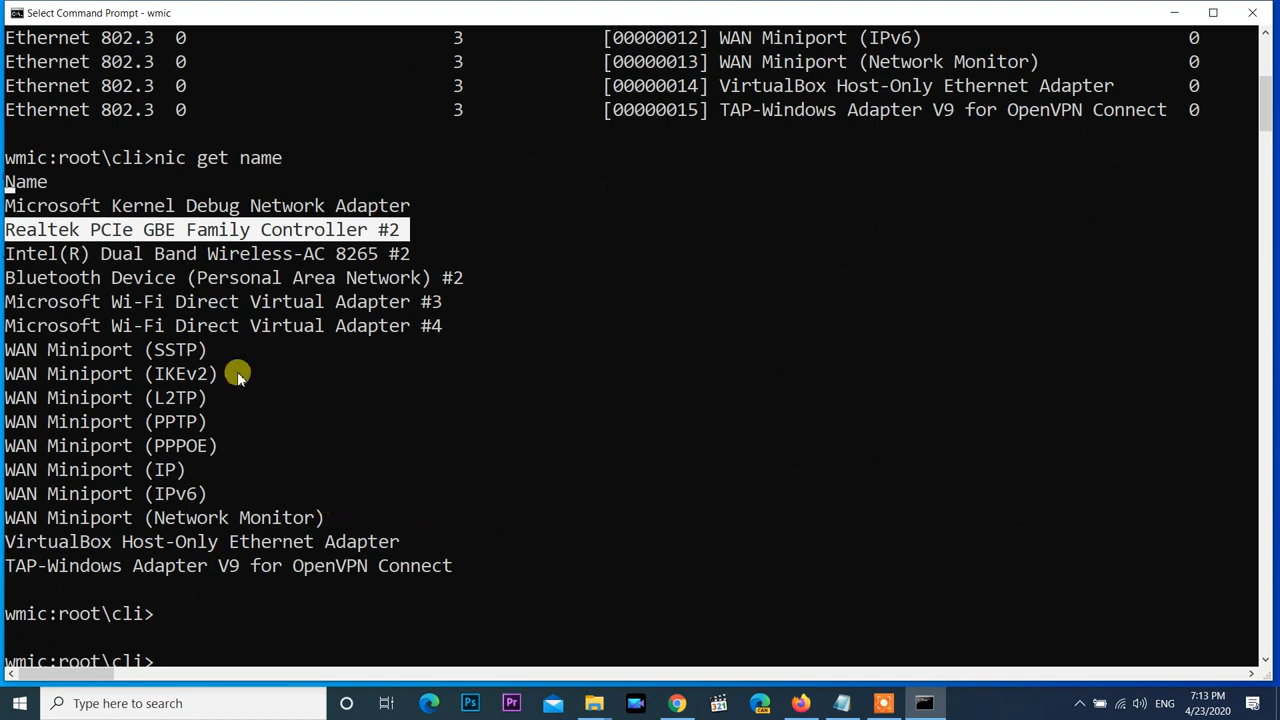 Select Command Prompt - wmic
Ethernet 802.3 0 3 [00000012] WAN Miniport (IPv6) 0
Ethernet 802.3 0 3 [00000013] WAN Miniport (Network Monitor) 0
Ethernet 802.3 0 3 [00000014] VirtualBox Host-Only Ethernet Adapter 0
Ethernet 802.3 0 3 [00000015] TAP-Windows Adapter V9 for OpenVPN Connect 0
wmic:root\cli>nic get name
Name
Microsoft Kernel Debug Network Adapter
Realtek PCIe GBE Family Controller #2
Intel(R) Dual Band Wireless-AC 8265 #2
Bluetooth Device (Personal Area Network) #2
Microsoft Wi-Fi Direct Virtual Adapter #3
Microsoft Wi-Fi Direct Virtual Adapter #4
WAN Miniport (SSTP)
WAN Miniport (IKEv2)
WAN Miniport (L2TP)
WAN Miniport (PPTP)
WAN Miniport (PPPOE)
WAN Miniport (IP)
WAN Miniport (IPv6)
WAN Miniport (Network Monitor)
VirtualBox Host-Only Ethernet Adapter
TAP-Windows Adapter V9 for OpenVPN Connect
wmic:root\cli>
wmic:root\cli>
Type here to search
Ps
Pr
321
CAN
ENG
7:13 PM
4/23/2020